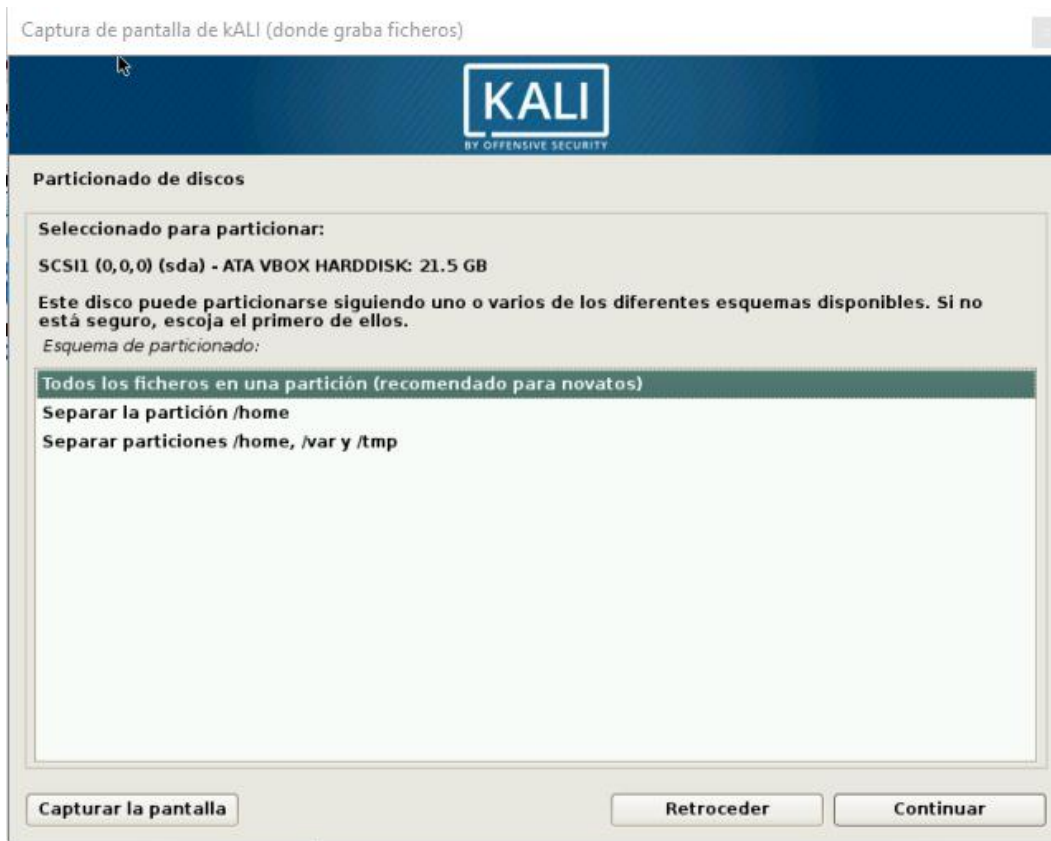 Captura de pantalla de kALI (donde graba ficheros)
KALI
BY OFFENSIVE SECURITY
Particionado de discos
Seleccionado para particionar:
SCSI1 (0,0,0) (sda) - ATA VBOX HARDDISK: 21.5 GB
Este disco puede particionarse siguiendo uno o varios de los diferentes esquemas disponibles. Si no
está seguro, escoja el primero de ellos.
Esquema de particionado:
Todos los ficheros en una partición (recomendado para novatos)
Separar la partición /home
Separar particiones /home, /var y /tmp
Capturar la pantalla
Retroceder
Continuar